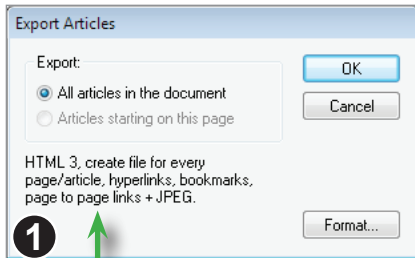 Export Articles
Export:
All articles in the document
Articles starting on this page
OK
Cancel
HTML 3, create file for every
page/article, hyperlinks, bookmarks,
page to page links + JPEG.
Format...
1